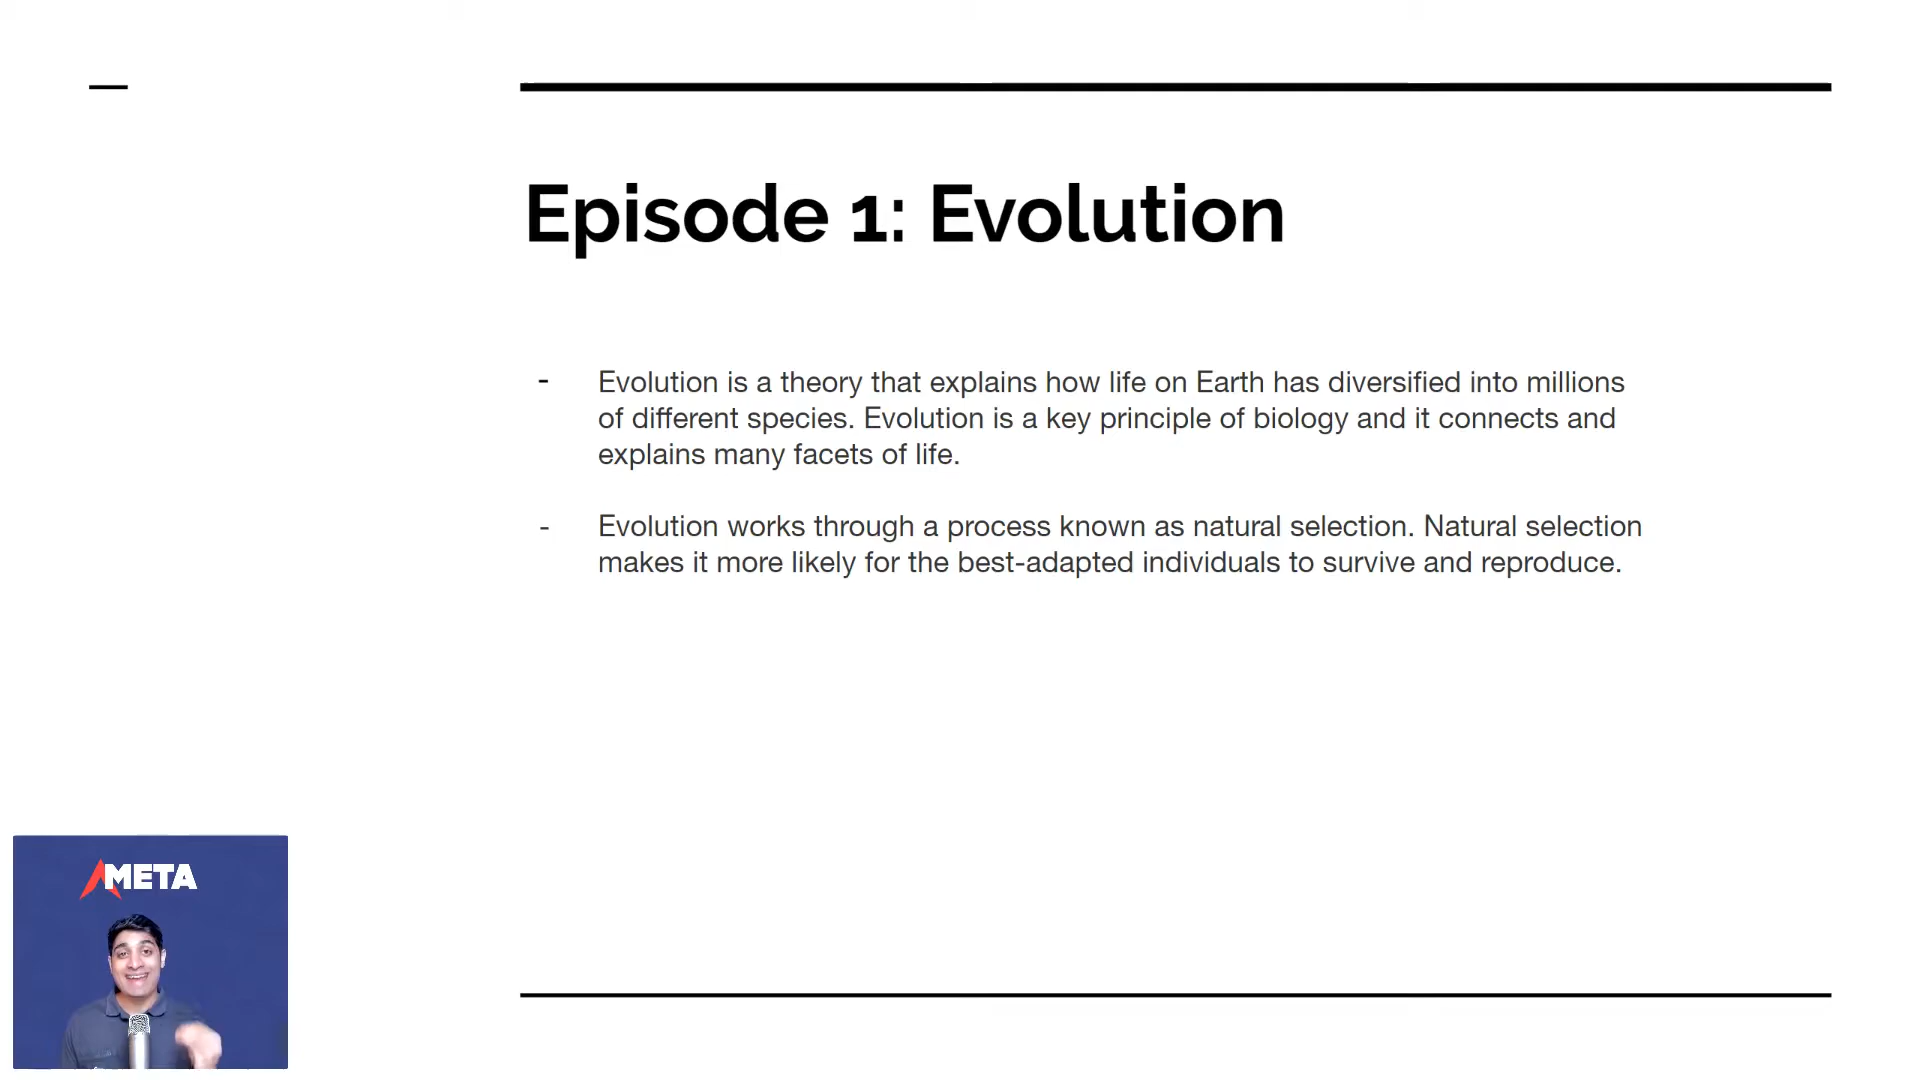 Episode 1: Evolution
- Evolution is a theory that explains how life on Earth has diversified into millions
of different species. Evolution is a key principle of biology and it connects and
explains many facets of life.
- Evolution works through a process known as natural selection. Natural selection
makes it more likely for the best-adapted individuals to survive and reproduce.
META